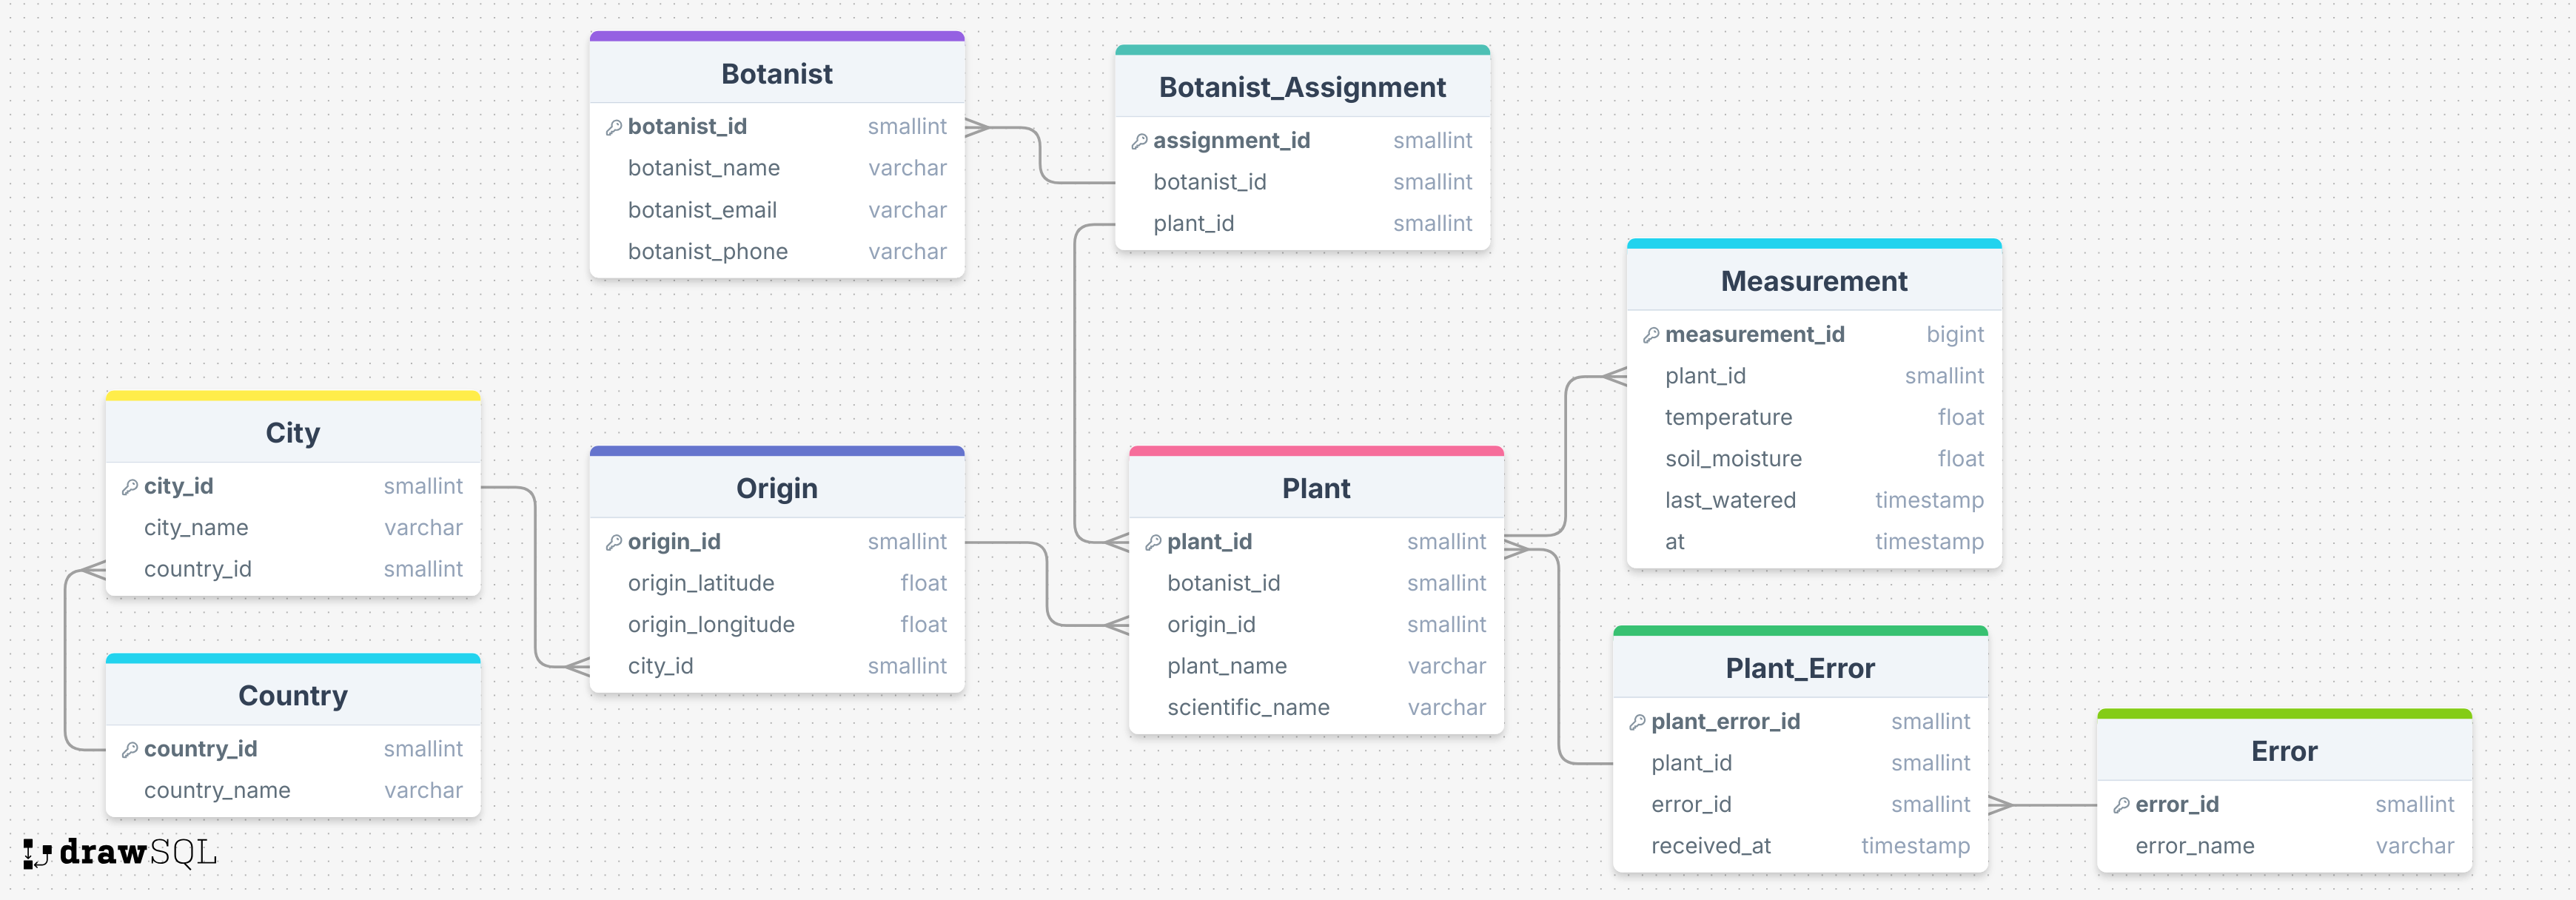 Botanist
botanist_id smallint
botanist_name varchar
botanist_email varchar
botanist_phone varchar
Botanist_Assignment
assignment_id smallint
botanist_id smallint
plant_id smallint
Measurement
measurement_id bigint
plant_id smallint
temperature float
soil_moisture float
last_watered timestamp
at timestamp
City
city_id smallint
city_name varchar
country_id smallint
Origin
origin_id smallint
origin_latitude float
origin_longitude float
city_id smallint
Plant
plant_id smallint
botanist_id smallint
origin_id smallint
plant_name varchar
scientific_name varchar
Country
country_id smallint
country_name varchar
Plant_Error
plant_error_id smallint
plant_id smallint
error_id smallint
received_at timestamp
Error
error_id smallint
error_name varchar
drawSQL